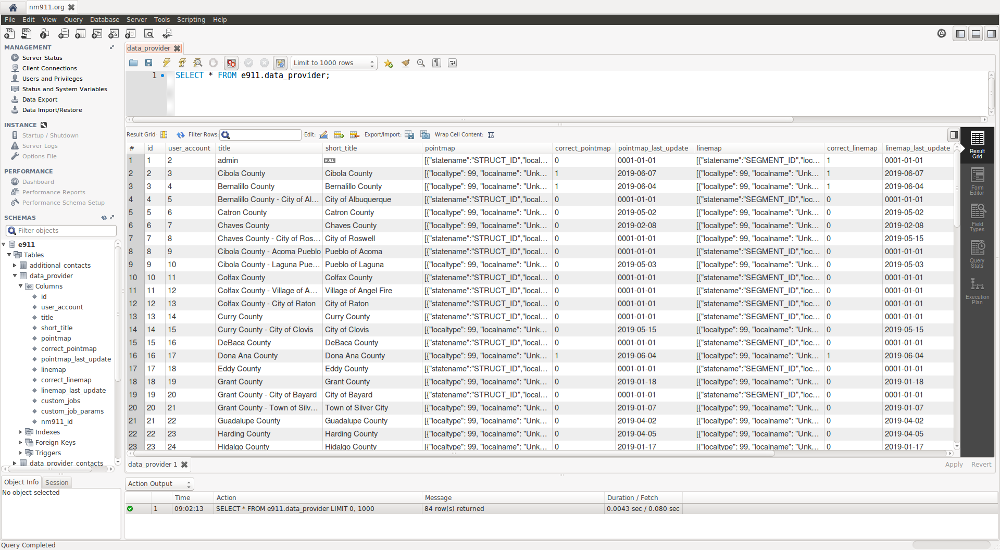 nm911.org
File Edit View Query Database Server Tools Scripting Help
MANAGEMENT
Server Status
Client Connections
Users and Privileges
Status and System Variables
Data Export
Data Import/Restore
INSTANCE
Startup / Shutdown
Server Logs
Options File
PERFORMANCE
Dashboard
Performance Reports
Performance Schema Setup
SCHEMAS
Filter objects
e911
Tables
additional_contacts
data_provider
Columns
id
user_account
title
short_title
pointmap
correct_pointmap
pointmap_last_update
linemap
correct_linemap
linemap_last_update
custom_jobs
custom_job_params
nm911_id
Indexes
Foreign Keys
Triggers
data_provider_contacts
Object Info Session
No object selected
data_provider
Limit to 1000 rows
1 SELECT * FROM e911.data_provider;
Result Grid Filter Rows: Edit: Export/Import: Wrap Cell Content:
# id user_account title short_title pointmap correct_pointmap pointmap_last_update linemap correct_linemap linemap_last_update
1 1 2 admin NULL [{"statename":"STRUCT_ID","local... 0 0001-01-01 [{"statename":"SEGMENT_ID","loc... 1 0001-01-01
2 2 3 Cibola County Cibola County [{"localtype": 99, "localname": "Unk... 1 2019-06-07 [{"localtype": 99, "localname": "Unk... 1 2019-06-07
3 3 4 Bernalillo County Bernalillo County [{"localtype": 99, "localname": "Unk... 1 2019-06-04 [{"localtype": 99, "localname": "Unk... 1 2019-06-04
4 4 5 Bernalillo County - City of Al... City of Albuquerque [{"statename":"STRUCT_ID","local... 0 0001-01-01 [{"statename":"SEGMENT_ID","loc... 0 0001-01-01
5 5 6 Catron County Catron County [{"localtype": 99, "localname": "Unk... 0 2019-05-02 [{"localtype": 99, "localname": "Unk... 0 2019-05-02
6 6 7 Chaves County Chaves County [{"localtype": 99, "localname": "Unk... 0 2019-02-08 [{"localtype": 99, "localname": "Unk... 0 2019-02-08
7 7 8 Chaves County - City of Ros... City of Roswell [{"statename":"STRUCT_ID","local... 0 0001-01-01 [{"localtype": 99, "localname": "Unk... 0 2019-05-15
8 8 9 Cibola County - Acoma Pueblo Pueblo of Acoma [{"statename":"STRUCT_ID","local... 0 0001-01-01 [{"statename":"SEGMENT_ID","loc... 0 0001-01-01
9 9 10 Cibola County - Laguna Pue... Pueblo of Laguna [{"localtype": 99, "localname": "Unk... 0 2019-05-03 [{"localtype": 99, "localname": "Unk... 0 2019-05-03
10 10 11 Colfax County Colfax County [{"statename":"STRUCT_ID","local... 0 0001-01-01 [{"statename":"SEGMENT_ID","loc... 0 0001-01-01
11 11 12 Colfax County - Village of A... Village of Angel Fire [{"statename":"STRUCT_ID","local... 0 0001-01-01 [{"statename":"SEGMENT_ID","loc... 0 0001-01-01
12 12 13 Colfax County - City of Raton City of Raton [{"statename":"STRUCT_ID","local... 0 0001-01-01 [{"statename":"SEGMENT_ID","loc... 0 0001-01-01
13 13 14 Curry County Curry County [{"statename":"STRUCT_ID","local... 0 0001-01-01 [{"statename":"SEGMENT_ID","loc... 0 0001-01-01
14 14 15 Curry County - City of Clovis City of Clovis [{"localtype": 99, "localname": "Unk... 0 2019-05-15 [{"localtype": 99, "localname": "Unk... 0 2019-05-15
15 15 16 DeBaca County DeBaca County [{"statename":"STRUCT_ID","local... 0 0001-01-01 [{"statename":"SEGMENT_ID","loc... 0 0001-01-01
16 16 17 Dona Ana County Dona Ana County [{"localtype": 99, "localname": "Unk... 1 2019-06-04 [{"localtype": 99, "localname": "Unk... 1 2019-06-04
17 17 18 Eddy County Eddy County [{"statename":"STRUCT_ID","local... 0 0001-01-01 [{"statename":"SEGMENT_ID","loc... 0 0001-01-01
18 18 19 Grant County Grant County [{"localtype": 99, "localname": "Unk... 0 2019-01-18 [{"localtype": 99, "localname": "Unk... 0 2019-01-18
19 19 20 Grant County - City of Bayard City of Bayard [{"statename":"STRUCT_ID","local... 0 0001-01-01 [{"statename":"SEGMENT_ID","loc... 0 0001-01-01
20 20 21 Grant County - Town of Silv... Town of Silver City [{"localtype": 99, "localname": "Unk... 0 2019-01-07 [{"localtype": 99, "localname": "Unk... 0 2019-01-07
21 21 22 Guadalupe County Guadalupe County [{"localtype": 99, "localname": "Unk... 0 2019-04-02 [{"localtype": 99, "localname": "Unk... 0 2019-04-02
22 22 23 Harding County Harding County [{"localtype": 99, "localname": "Unk... 0 2019-04-05 [{"localtype": 99, "localname": "Unk... 0 2019-04-05
23 23 24 Hidalgo County Hidalgo County [{"localtype": 99, "localname": "Unk... 0 2019-01-17 [{"localtype": 99, "localname": "Unk... 0 2019-01-17
Result
Grid
Form
Editor
Field
Types
Query
Stats
Execution
Plan
data_provider 1 Apply Revert
Action Output
Time Action Message Duration / Fetch
1 09:02:13 SELECT * FROM e911.data_provider LIMIT 0, 1000 84 row(s) returned 0.0043 sec / 0.080 sec
Query Completed